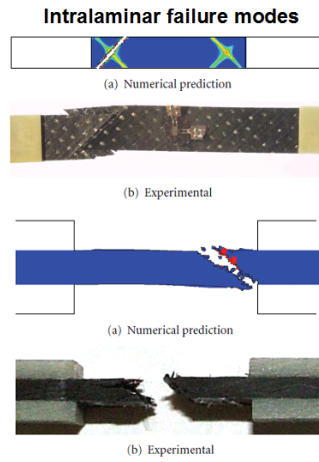 Intralaminar failure modes
(a) Numerical prediction
(b) Experimental
(a) Numerical prediction
(b) Experimental